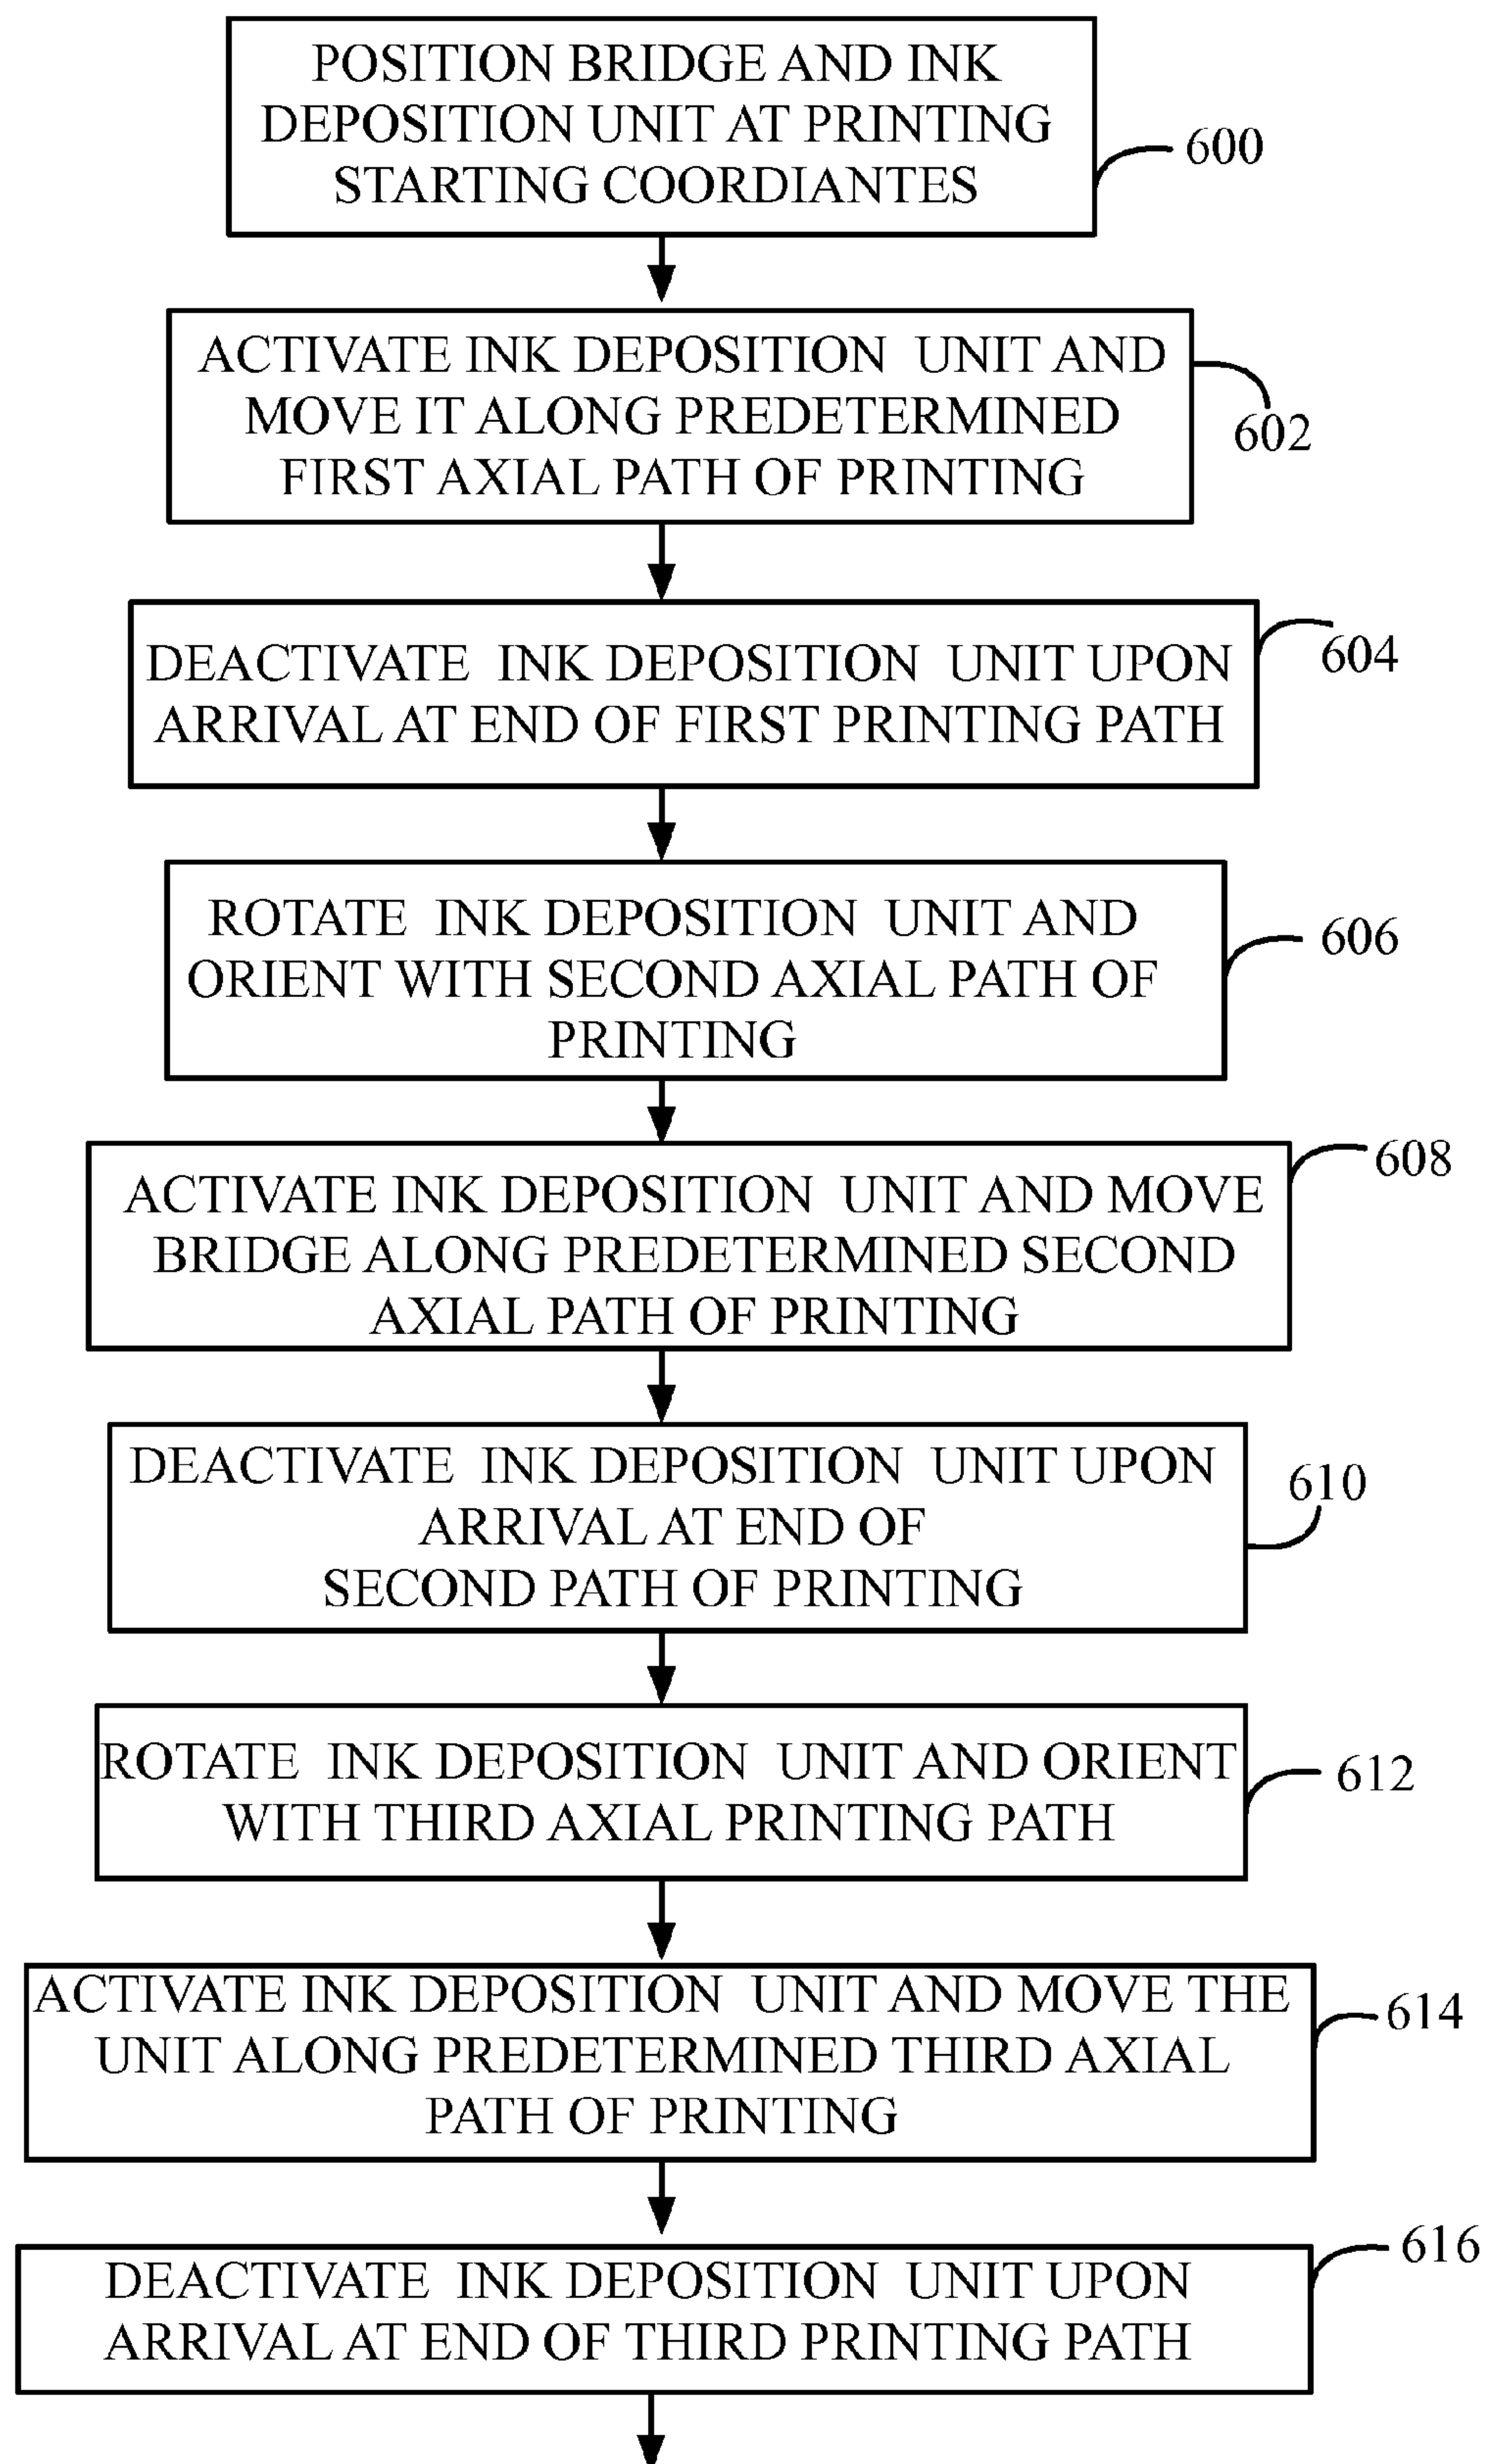 POSITION BRIDGE AND INK
DEPOSITION UNIT AT PRINTING
STARTING COORDIANTES
600
ACTIVATE INK DEPOSITION UNIT AND
MOVE IT ALONG PREDETERMINED
FIRST AXIAL PATH OF PRINTING
602
DEACTIVATE INK DEPOSITION UNIT UPON
ARRIVAL AT END OF FIRST PRINTING PATH
604
ROTATE INK DEPOSITION UNIT AND
ORIENT WITH SECOND AXIAL PATH OF
PRINTING
606
ACTIVATE INK DEPOSITION UNIT AND MOVE
BRIDGE ALONG PREDETERMINED SECOND
AXIAL PATH OF PRINTING
608
DEACTIVATE INK DEPOSITION UNIT UPON
ARRIVAL AT END OF
SECOND PATH OF PRINTING
610
ROTATE INK DEPOSITION UNIT AND ORIENT
WITH THIRD AXIAL PRINTING PATH
612
ACTIVATE INK DEPOSITION UNIT AND MOVE THE
UNIT ALONG PREDETERMINED THIRD AXIAL
PATH OF PRINTING
614
DEACTIVATE INK DEPOSITION UNIT UPON
ARRIVAL AT END OF THIRD PRINTING PATH
616